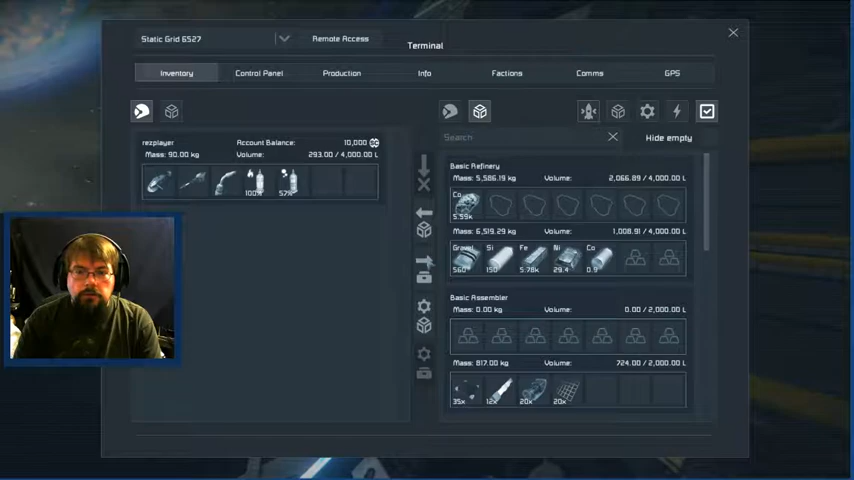 Static Grid 6527
Remote Access
Terminal
Inventory Control Panel Production Info Factions Comms GPS
Search
Hide empty
rezplayer Account Balance: 10,000
Mass: 90.00 kg Volume: 293.00 / 4,000.00 L
100% 57%
Basic Refinery
Mass: 5,586.19 kg Volume: 2,066.89 / 4,000.00 L
Co
5.59k
Mass: 6,519.29 kg Volume: 1,008.91 / 4,000.00 L
Gravel Si Fe Ni Co
560 150 5.78k 29.4 0.9
Basic Assembler
Mass: 0.00 kg Volume: 0.00 / 2,000.00 L
Mass: 817.00 kg Volume: 724.00 / 2,000.00 L
35x 12x 20x 20x